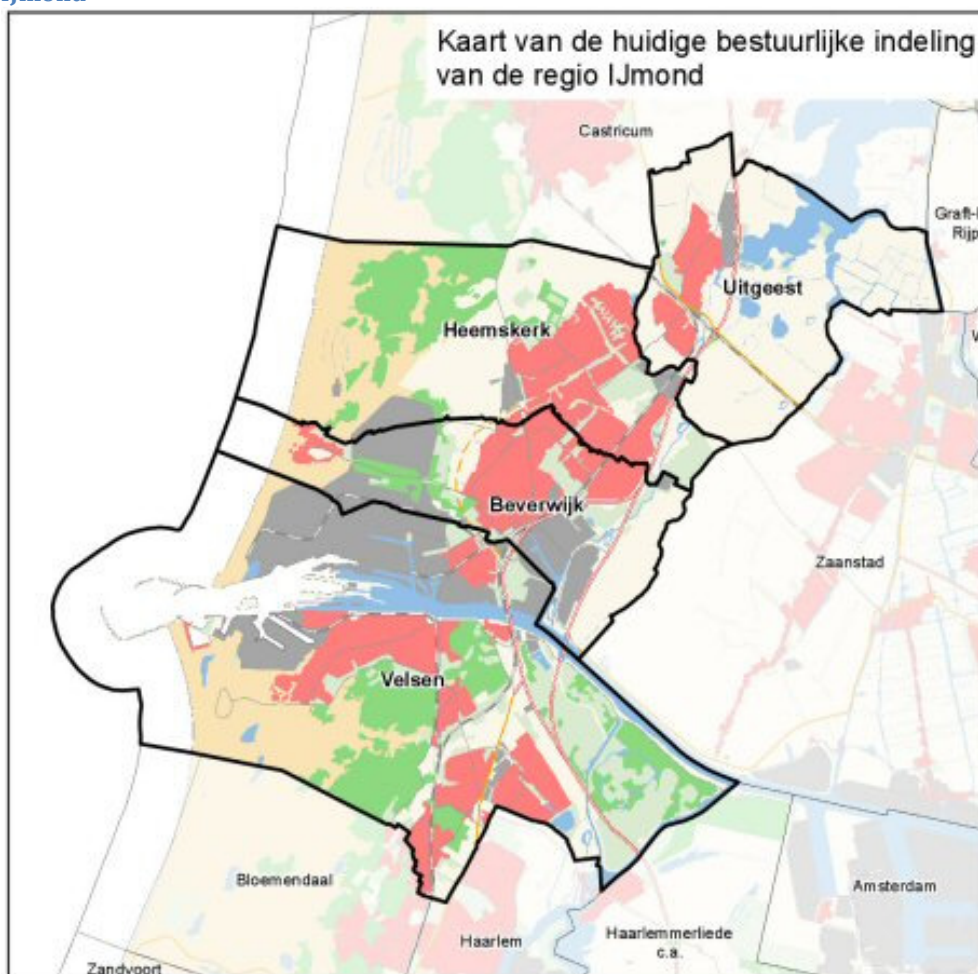 Kaart van de huidige bestuurlijke indeling
van de regio IJmond
Castricum
Uitgeest
Heemskerk
Beverwijk
Zaanstad
Velsen
Bloemendaal
Amsterdam
Haarlem
Haarlemmerliede
c.a.
Zandvoort